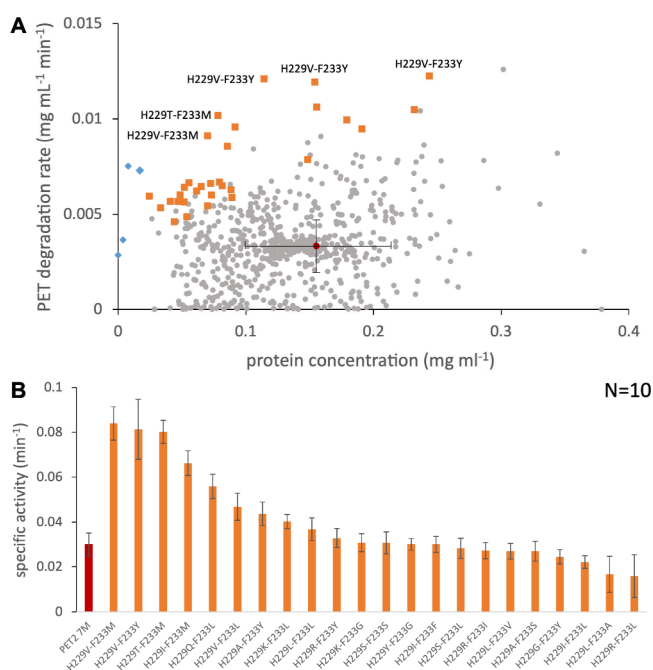 A
PET degradation rate (mg mL⁻¹ min⁻¹)
0.015
0.01
0.005
0
H229V-F233Y
H229V-F233Y
H229V-F233Y
H229T-F233M
H229V-F233M
0 0.1 0.2 0.3 0.4
protein concentration (mg ml⁻¹)
B
N=10
specific activity (min⁻¹)
0.1
0.08
0.06
0.04
0.02
0
PET2 7M
H229V-F233M
H229V-F233Y
H229T-F233M
H229I-F233M
H229Q-F233L
H229V-F233L
H229A-F233Y
H229K-F233L
H229L-F233L
H229R-F233Y
H229K-F233G
H229S-F233S
H229Y-F233G
H229I-F233F
H229S-F233L
H229R-F233I
H229L-F233V
H229A-F233S
H229G-F233Y
H229I-F233L
H229L-F233A
H229R-F233L